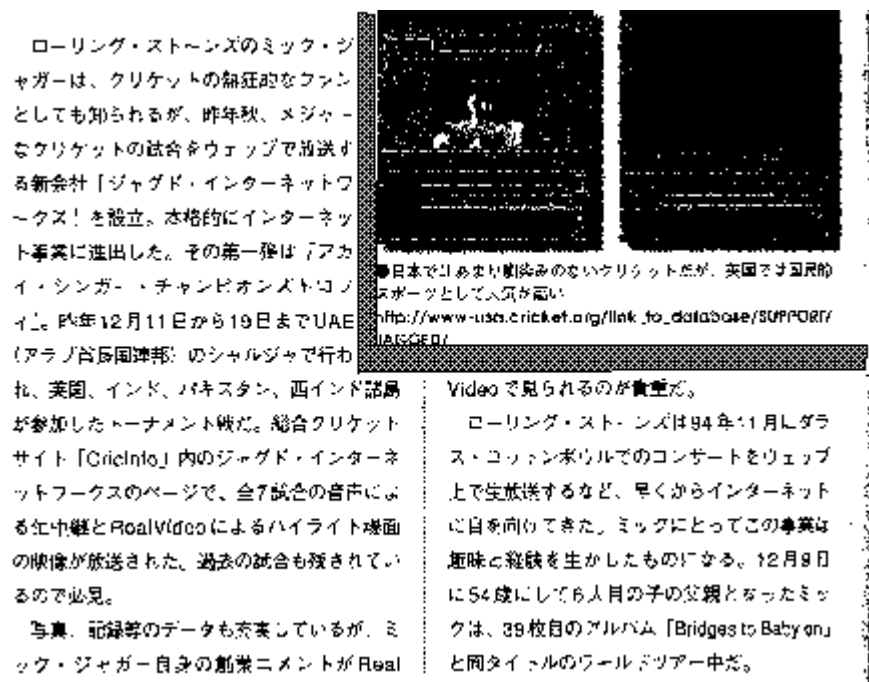 ローリング・ストーンズのミック・ジ
ャガーは、クリケットの熱狂的なファン
としても知られるが、昨年秋、メジャー
なクリケットの試合をウェッブで放送す
る新会社「ジャグド・インターネットワ
ークス」を設立。本格的にインターネッ
ト事業に進出した。その第一弾は「アカ
イ・シンガー・チャンピオンズトロフ
ィ」。昨年12月11日から19日までUAE
(アラブ首長国連邦)のシャルジャで行わ
れ、英国、インド、パキスタン、西インド諸島
が参加したトーナメント戦だ。総合クリケット
サイト「CricInfo」内のジャグド・インターネ
ットワークスのページで、全7試合の音声によ
る生中継とRealVideoによるハイライト場面
の映像が放送された。過去の試合も残されてい
るので必見。
写真、記録等のデータも充実しているが、ミ
ック・ジャガー自身の創業コメントがReal
●日本ではあまり馴染みのないクリケットだが、英国では国民的
スポーツとして人気が高い
http://www-usa.cricket.org/link_to_database/SUPPORT/
JAGGED/
Videoで見られるのが貴重だ。
ローリング・ストーンズは94年11月にダラ
ス・コットンボウルでのコンサートをウェッブ
上で生放送するなど、早くからインターネット
に目を向けてきた。ミックにとってこの事業は
趣味と経験を生かしたものになる。12月9日
に54歳にして6人目の子の父親となったミッ
クは、39枚目のアルバム「Bridges to Babylon」
と同タイトルのワールドツアー中だ。